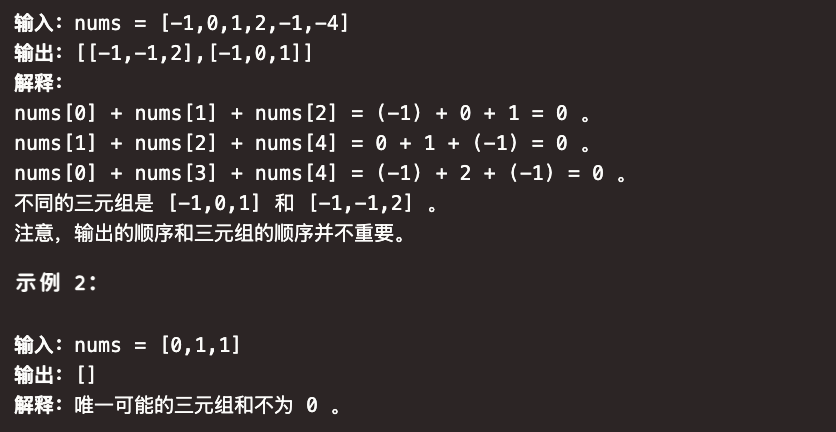 输入：nums = [-1,0,1,2,-1,-4]
输出：[[-1,-1,2],[-1,0,1]]
解释：
nums[0] + nums[1] + nums[2] = (-1) + 0 + 1 = 0 。
nums[1] + nums[2] + nums[4] = 0 + 1 + (-1) = 0 。
nums[0] + nums[3] + nums[4] = (-1) + 2 + (-1) = 0 。
不同的三元组是 [-1,0,1] 和 [-1,-1,2] 。
注意，输出的顺序和三元组的顺序并不重要。
示例 2：
输入：nums = [0,1,1]
输出：[]
解释：唯一可能的三元组和不为 0 。